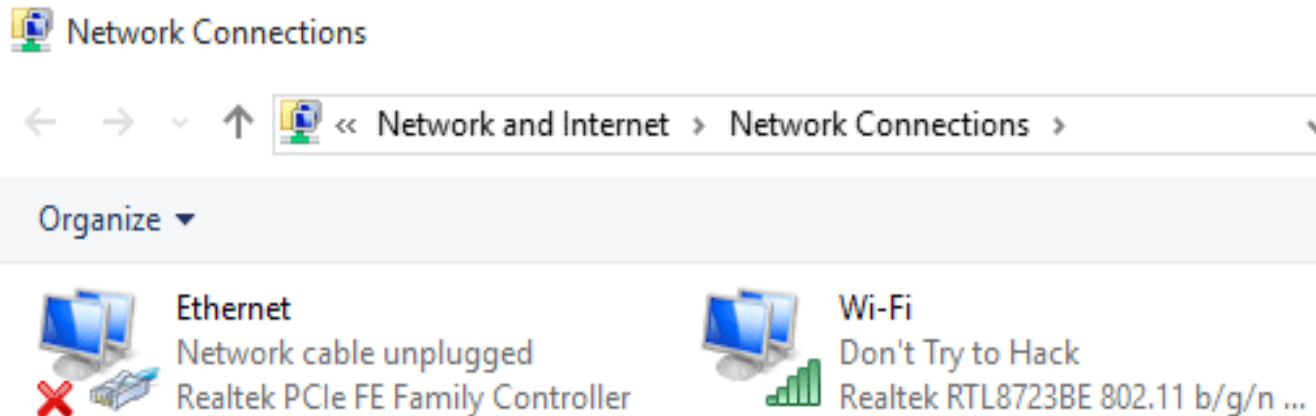 Network Connections
« Network and Internet > Network Connections >
Organize
Ethernet
Network cable unplugged
Realtek PCIe FE Family Controller
Wi-Fi
Don't Try to Hack
Realtek RTL8723BE 802.11 b/g/n ...